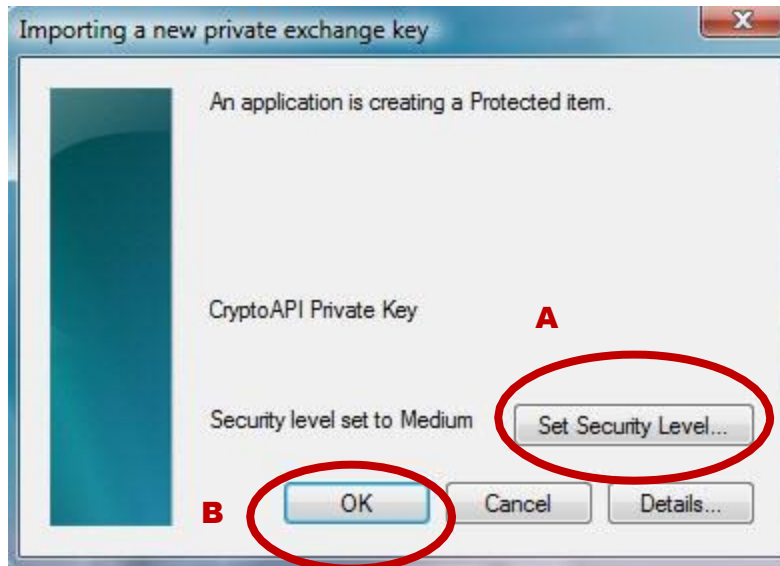 Importing a new private exchange key
An application is creating a Protected item.
CryptoAPI Private Key
A
Security level set to Medium
Set Security Level...
B
OK
Cancel
Details...